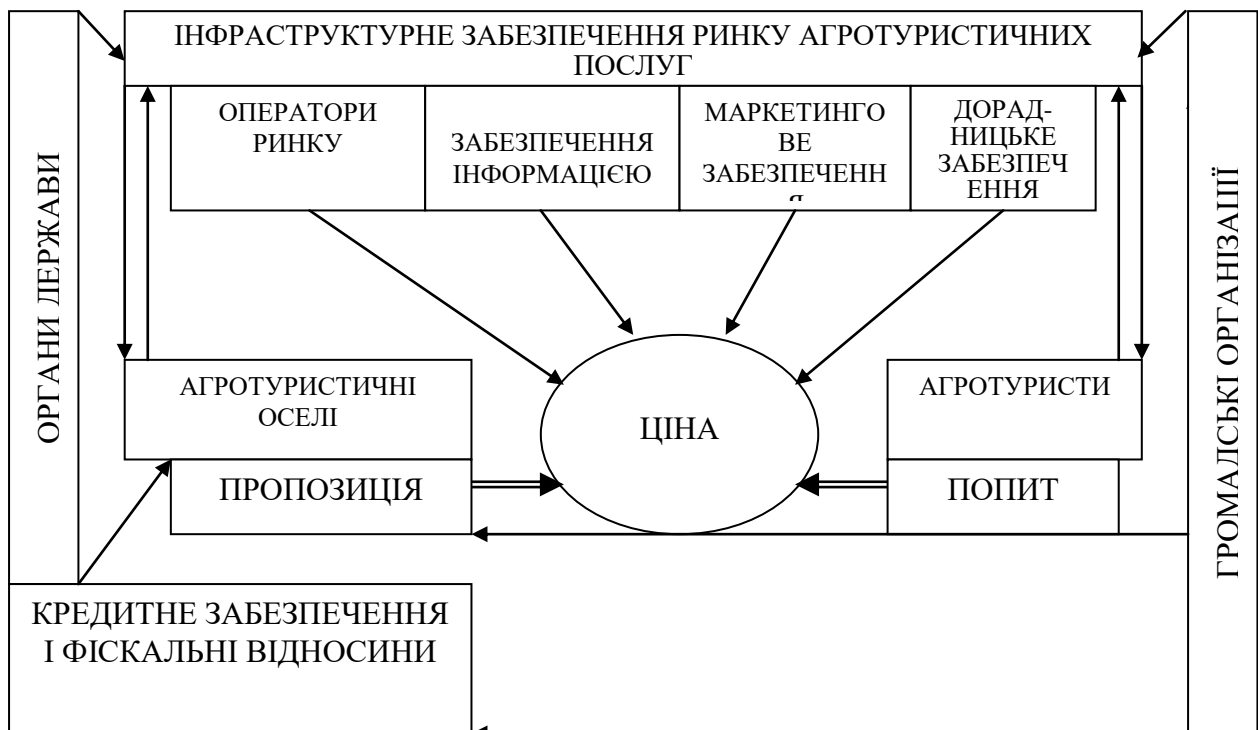 ІНФРАСТРУКТУРНЕ ЗАБЕЗПЕЧЕННЯ РИНКУ АГРОТУРИСТИЧНИХ
ПОСЛУГ
ОПЕРАТОРИ
РИНКУ
ЗАБЕЗПЕЧЕННЯ
ІНФОРМАЦІЄЮ
МАРКЕТИНГО
ВЕ
ЗАБЕЗПЕЧЕНН
Я
ДОРАД-
НИЦЬКЕ
ЗАБЕЗПЕЧ
ЕННЯ
ОРГАНИ ДЕРЖАВИ
ГРОМАДСЬКІ ОРГАНІЗАЦІЇ
АГРОТУРИСТИЧНІ
ОСЕЛІ
ЦІНА
АГРОТУРИСТИ
ПРОПОЗИЦІЯ
ПОПИТ
КРЕДИТНЕ ЗАБЕЗПЕЧЕННЯ
І ФІСКАЛЬНІ ВІДНОСИНИ